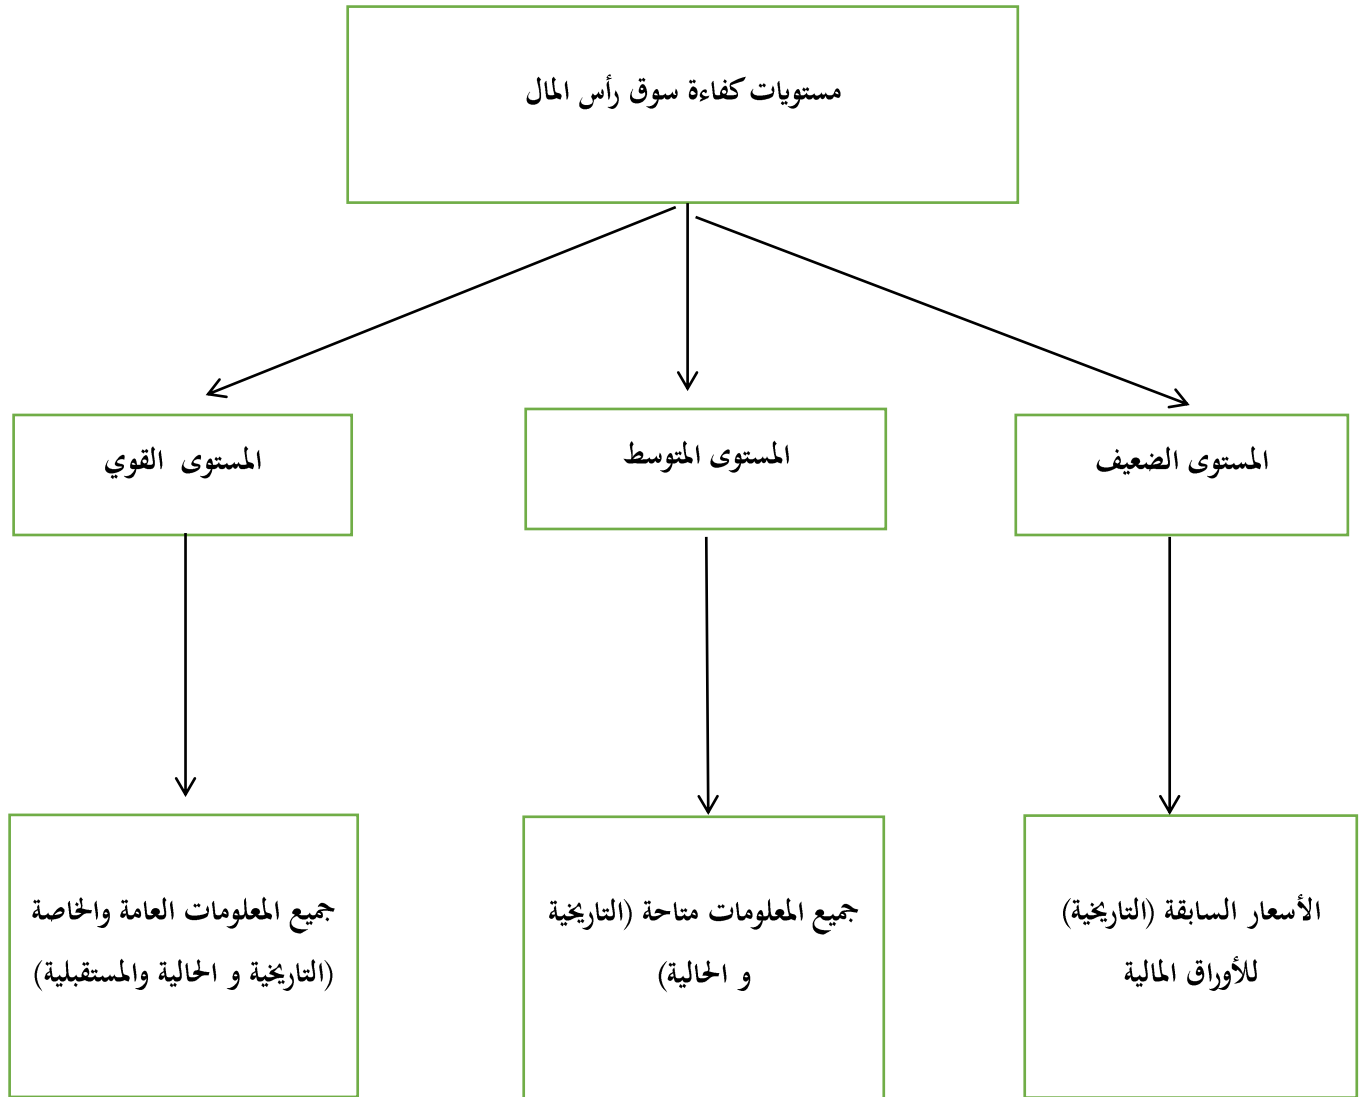 مستويات كفاءة سوق رأس المال
المستوى الضعيف
المستوى المتوسط
المستوى القوي
الأسعار السابقة (التاريخية)
للأوراق المالية
جميع المعلومات متاحة (التاريخية
و الحالية)
جميع المعلومات العامة والخاصة
(التاريخية و الحالية والمستقبلية)